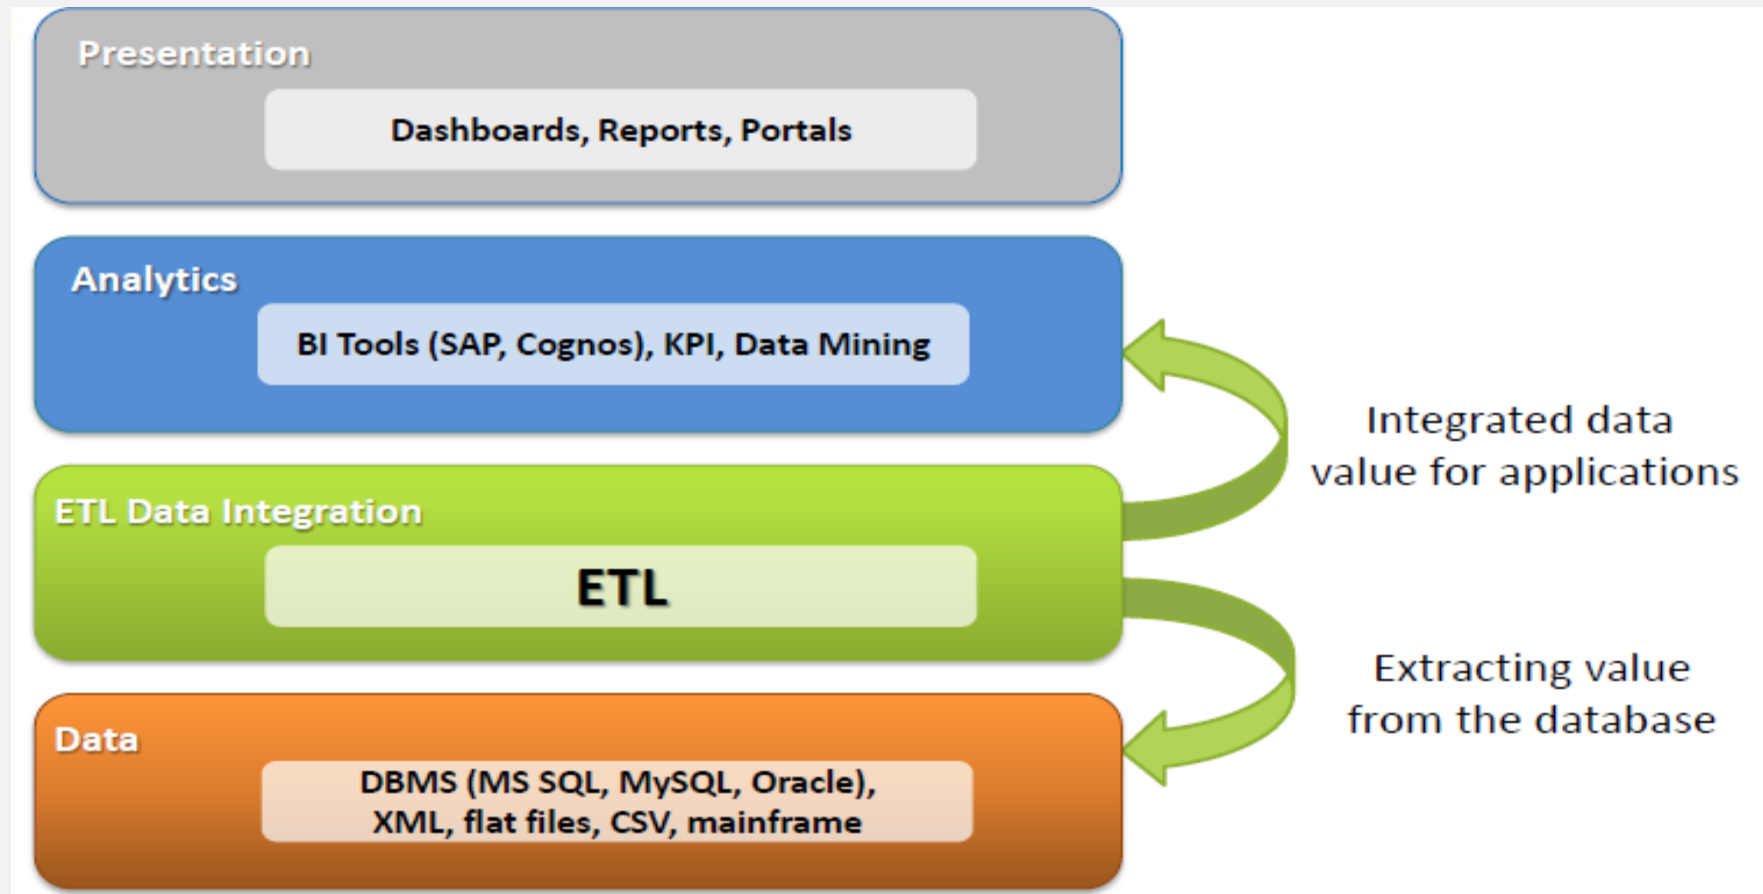 Presentation
Dashboards, Reports, Portals
Analytics
BI Tools (SAP, Cognos), KPI, Data Mining
Integrated data
value for applications
ETL Data Integration
ETL
Extracting value
from the database
Data
DBMS (MS SQL, MySQL, Oracle),
XML, flat files, CSV, mainframe